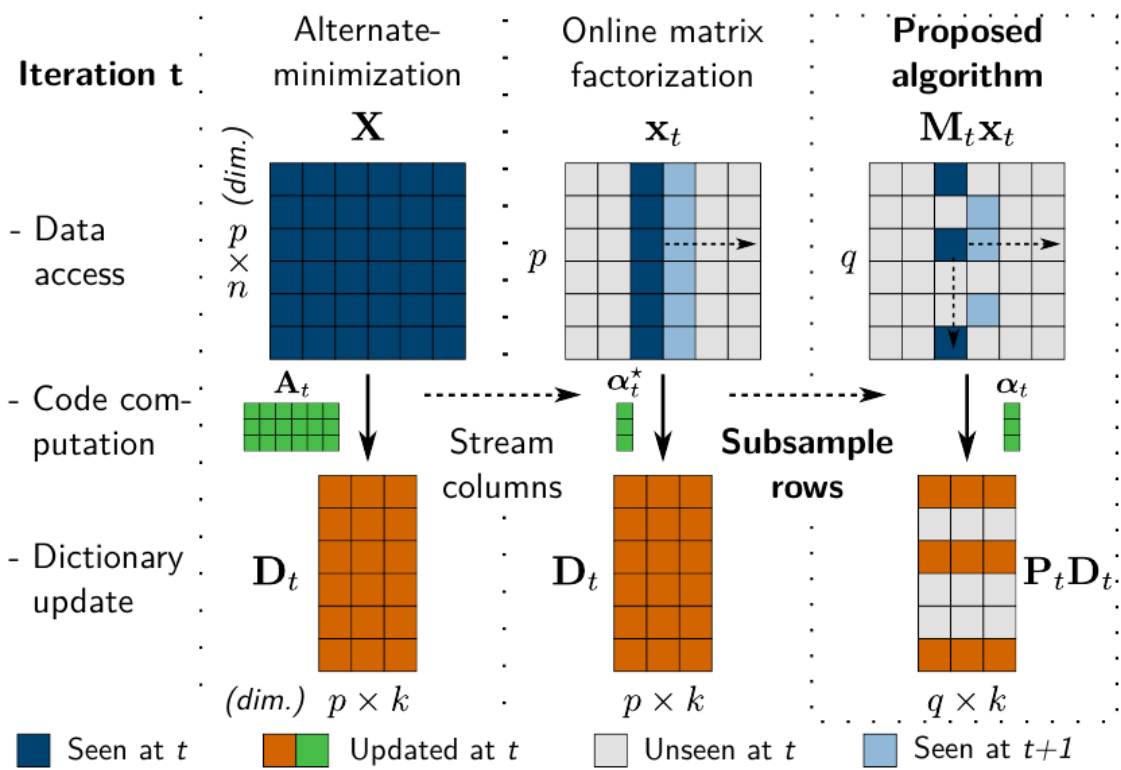 Iteration t
Alternate-
minimization
Online matrix
factorization
Proposed
algorithm
X
x_t
M_t x_t
- Data
access
p × n (dim.)
p
q
- Code com-
putation
A_t
α_t^⋆
α_t
Stream
columns
Subsample
rows
- Dictionary
update
D_t
D_t
P_t D_t
(dim.) p × k
p × k
q × k
Seen at t
Updated at t
Unseen at t
Seen at t+1